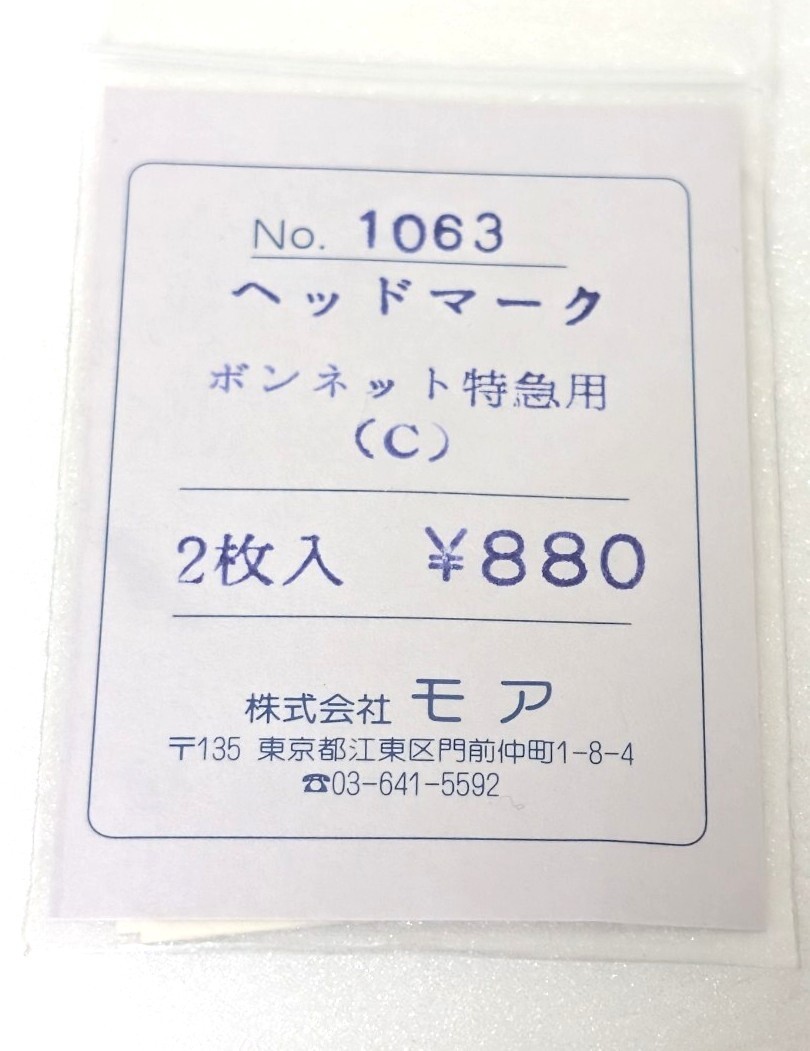 No. 1063
ヘッドマーク
ボンネット特急用
(C)
2枚入 ¥880
株式会社 モア
〒135 東京都江東区門前仲町1-8-4
☎03-641-5592